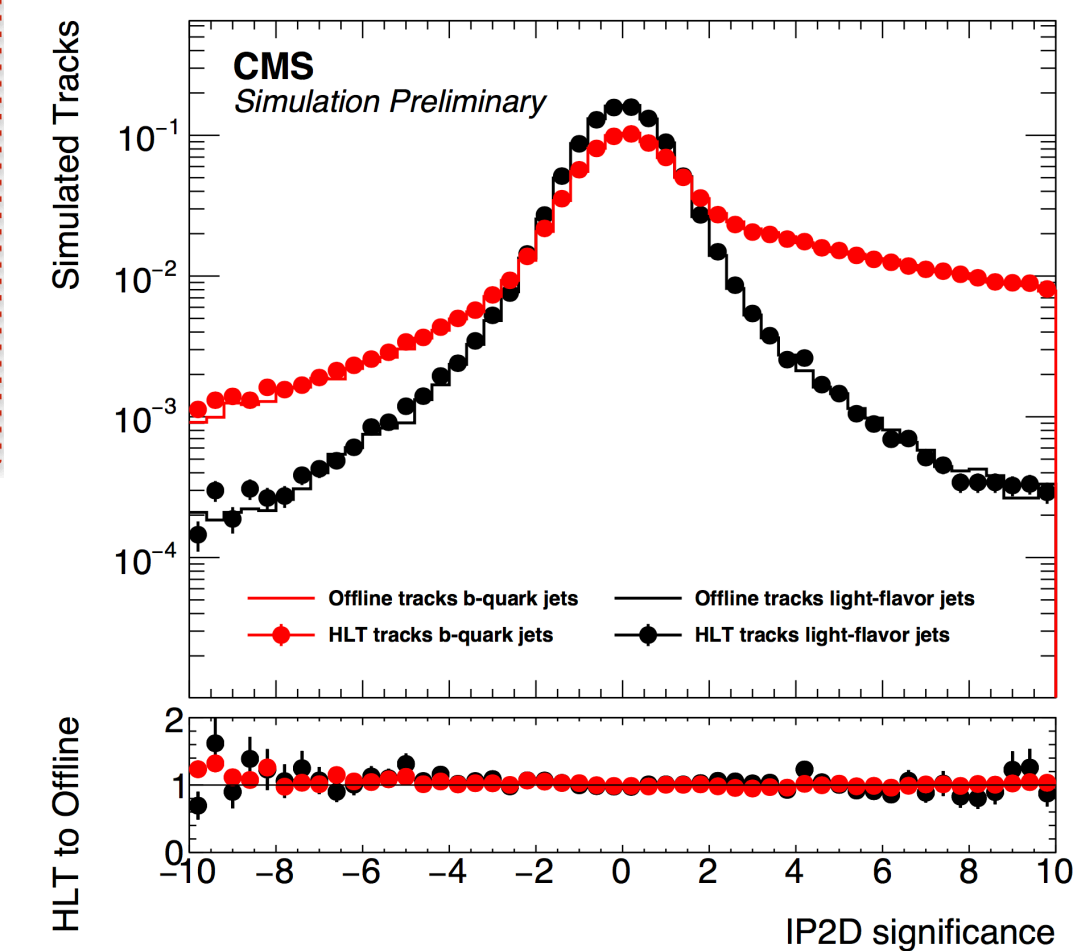 CMS
Simulation Preliminary
Simulated Tracks
10⁻¹
10⁻²
10⁻³
10⁻⁴
Offline tracks b-quark jets
Offline tracks light-flavor jets
HLT tracks b-quark jets
HLT tracks light-flavor jets
HLT to Offline
2
1
0
−10 −8 −6 −4 −2 0 2 4 6 8 10
IP2D significance